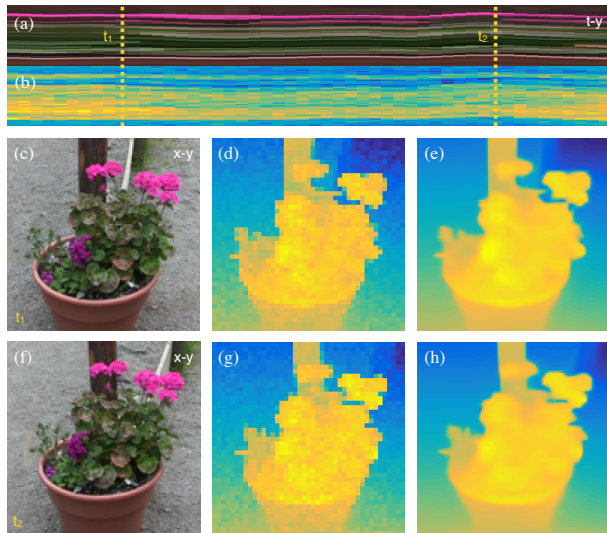 (a) t-y
t₁ t₂
(b)
(c) x-y (d) (e)
t₁
(f) x-y (g) (h)
t₂